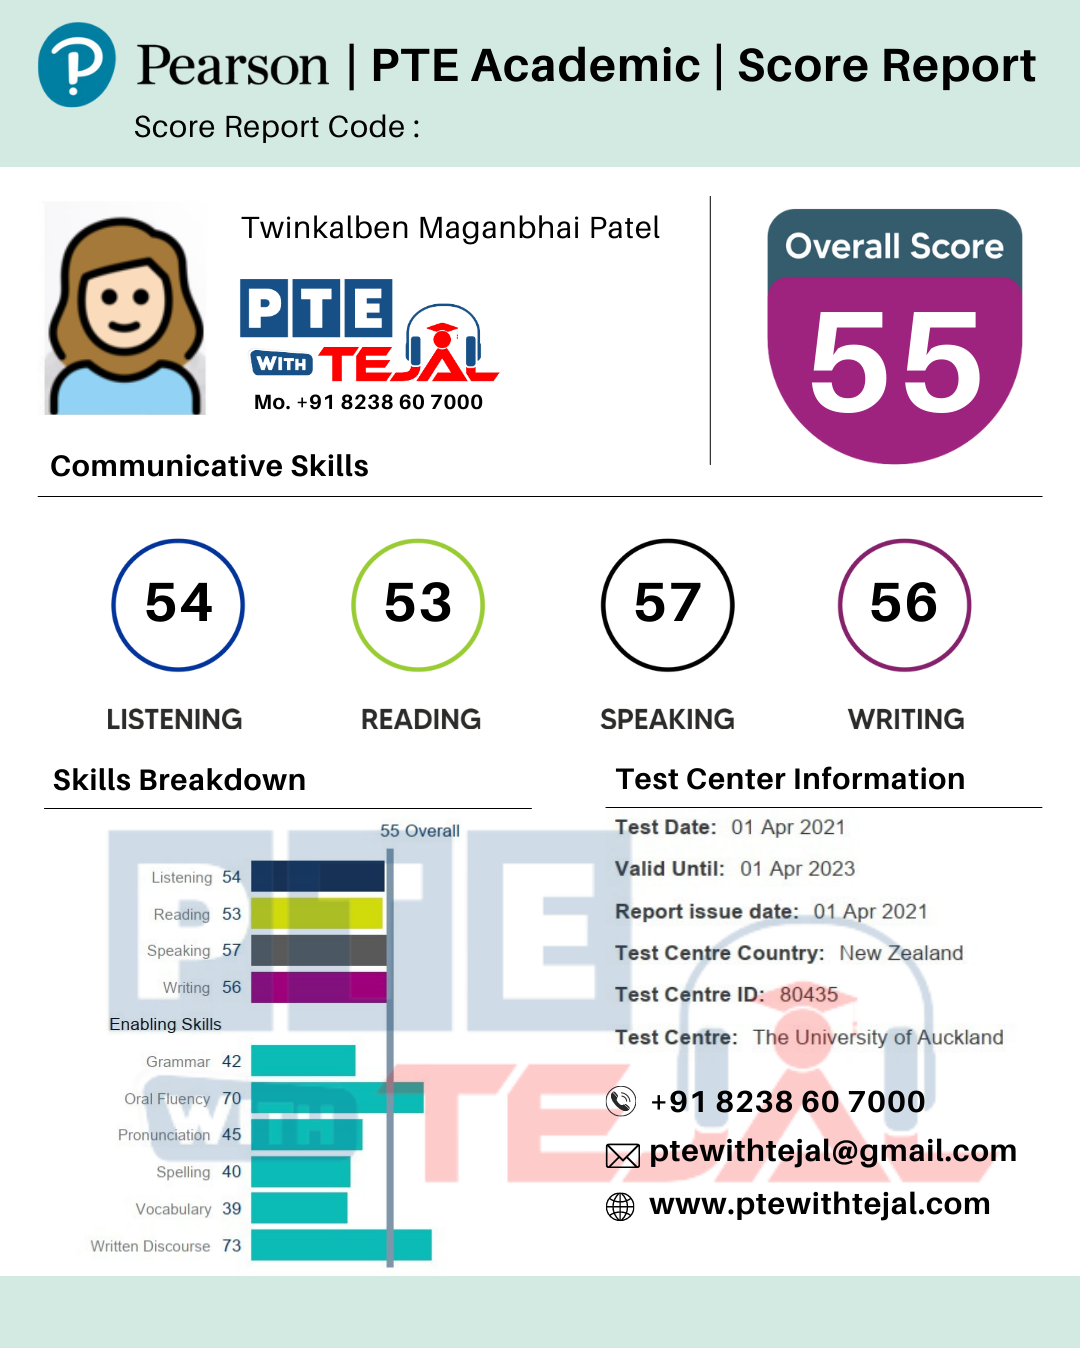 Pearson | PTE Academic | Score Report
Score Report Code :
Twinkalben Maganbhai Patel
PTE
WITH TEJAL
Mo. +91 8238 60 7000
Overall Score
55
Communicative Skills
54 53 57 56
LISTENING READING SPEAKING WRITING
Skills Breakdown
55 Overall
Listening 54
Reading 53
Speaking 57
Writing 56
Enabling Skills
Grammar 42
Oral Fluency 70
Pronunciation 45
Spelling 40
Vocabulary 39
Written Discourse 73
Test Center Information
Test Date: 01 Apr 2021
Valid Until: 01 Apr 2023
Report issue date: 01 Apr 2021
Test Centre Country: New Zealand
Test Centre ID: 80435
Test Centre: The University of Auckland
+91 8238 60 7000
ptewithtejal@gmail.com
www.ptewithtejal.com
PTE
WITH TEJAL